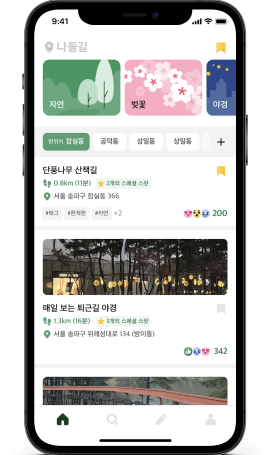 9:41
나들길
자연
벚꽃
야경
현위치 잠실동
공덕동
상일동
상일동
+
단풍나무 산책길
0.8km (11분)
2개의 스페셜 스팟
서울 송파구 잠실동 366
#태그
#한적한
#자연
+2
200
매일 보는 퇴근길 야경
1.3km (16분)
3개의 스페셜 스팟
서울 송파구 위례성대로 134 (방이동)
342